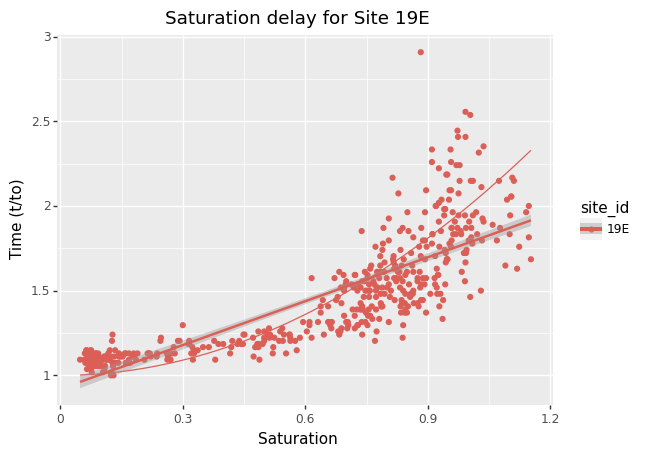 Saturation delay for Site 19E
3
2.5
2
1.5
1
Time (t/to)
0
0.3
0.6
0.9
1.2
Saturation
site_id
19E